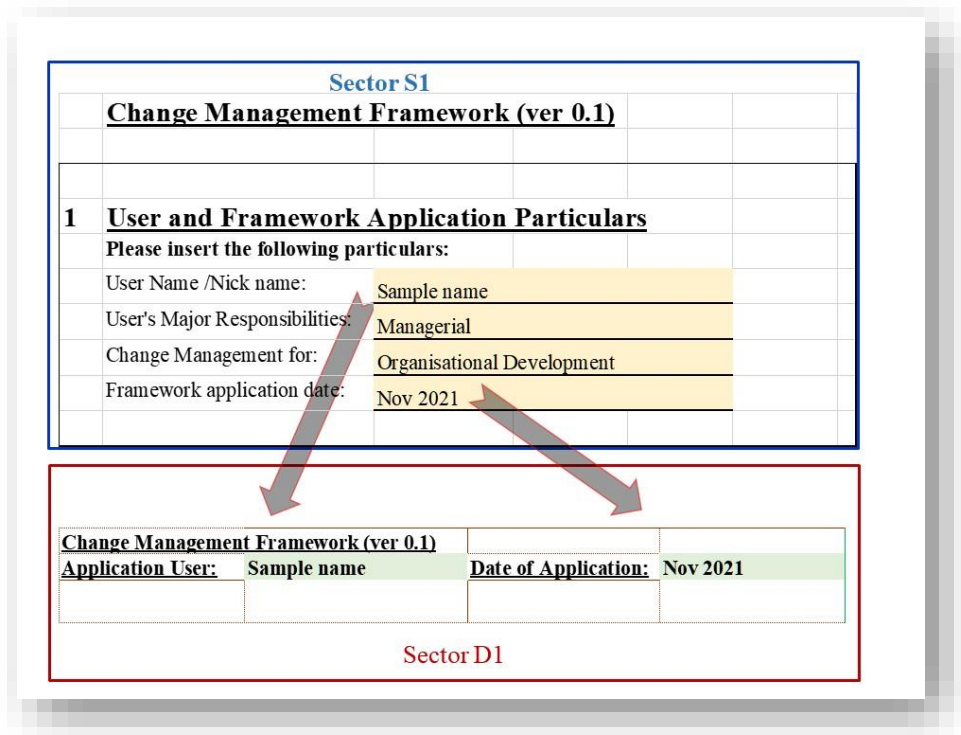 Sector S1
Change Management Framework (ver 0.1)
1 User and Framework Application Particulars
Please insert the following particulars:
User Name /Nick name: Sample name
User's Major Responsibilities: Managerial
Change Management for: Organisational Development
Framework application date: Nov 2021
Change Management Framework (ver 0.1)
Application User: Sample name Date of Application: Nov 2021
Sector D1